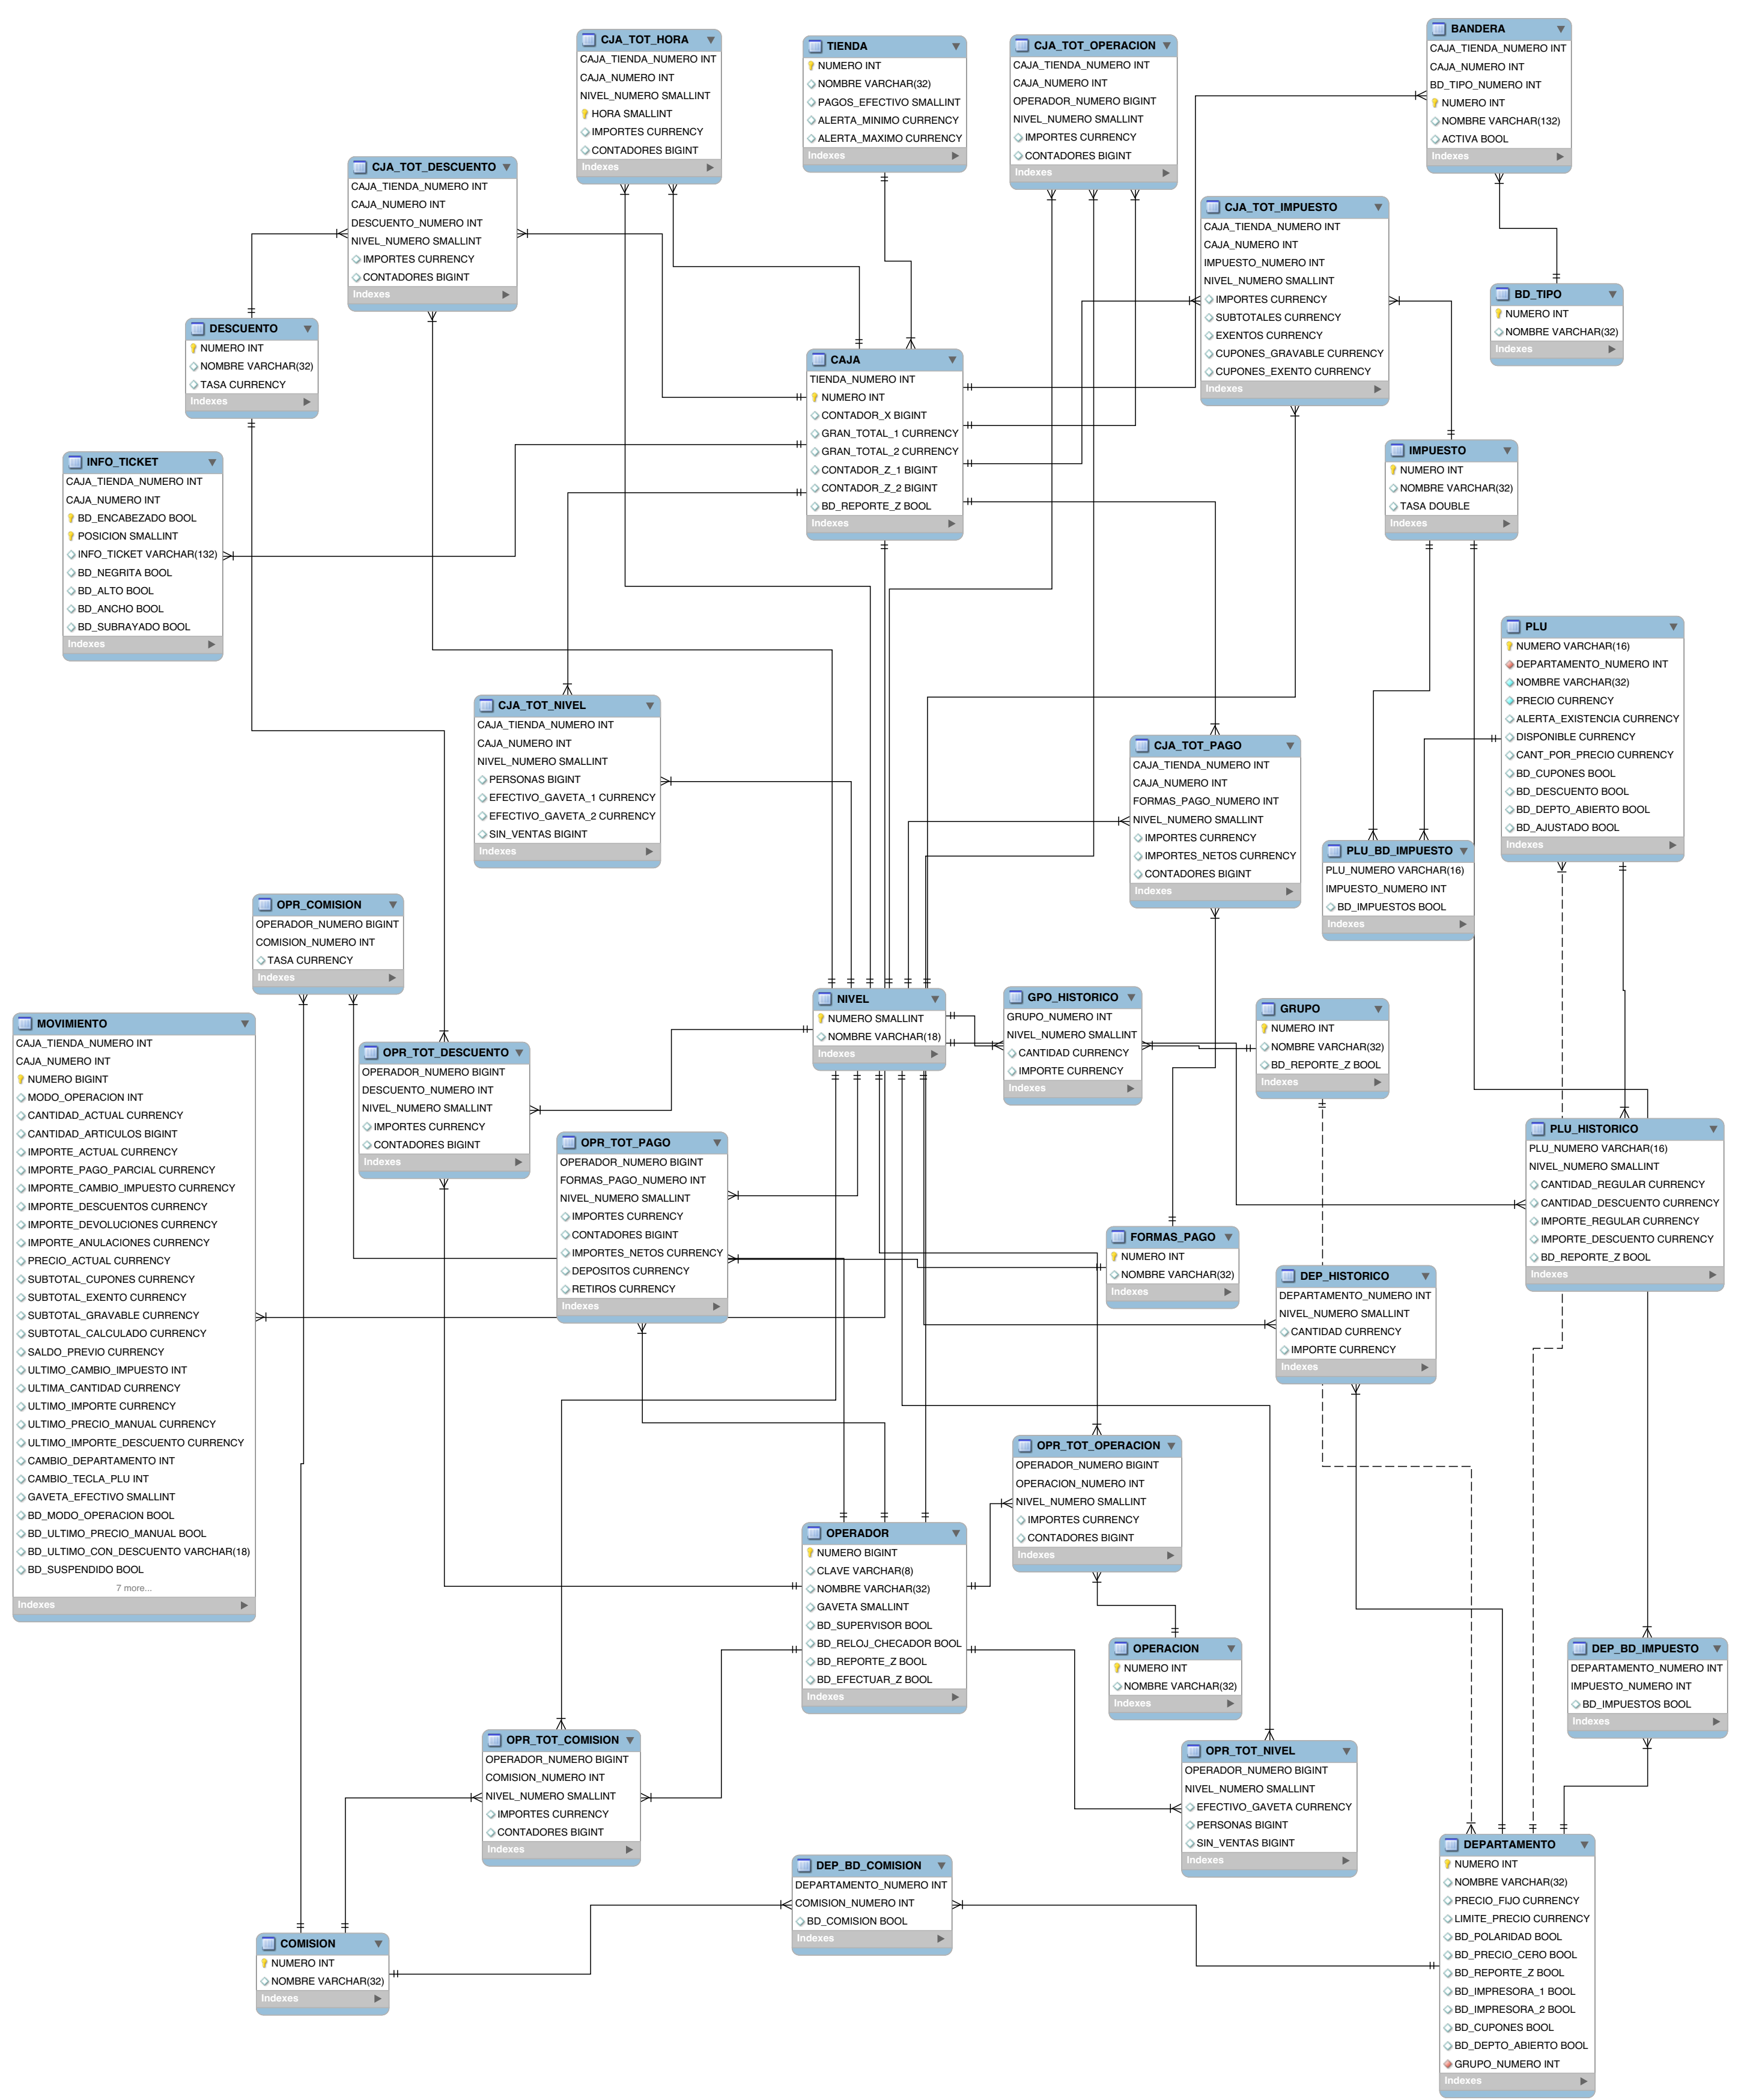 CJA_TOT_HORA
CAJA_TIENDA_NUMERO INT
CAJA_NUMERO INT
NIVEL_NUMERO SMALLINT
HORA SMALLINT
IMPORTES CURRENCY
CONTADORES BIGINT
Indexes
TIENDA
NUMERO INT
NOMBRE VARCHAR(32)
PAGOS_EFECTIVO SMALLINT
ALERTA_MINIMO CURRENCY
ALERTA_MAXIMO CURRENCY
Indexes
CJA_TOT_OPERACION
CAJA_TIENDA_NUMERO INT
CAJA_NUMERO INT
OPERADOR_NUMERO BIGINT
NIVEL_NUMERO SMALLINT
IMPORTES CURRENCY
CONTADORES BIGINT
Indexes
BANDERA
CAJA_TIENDA_NUMERO INT
CAJA_NUMERO INT
BD_TIPO_NUMERO INT
NUMERO INT
NOMBRE VARCHAR(132)
ACTIVA BOOL
Indexes
CJA_TOT_DESCUENTO
CAJA_TIENDA_NUMERO INT
CAJA_NUMERO INT
DESCUENTO_NUMERO INT
NIVEL_NUMERO SMALLINT
IMPORTES CURRENCY
CONTADORES BIGINT
Indexes
CJA_TOT_IMPUESTO
CAJA_TIENDA_NUMERO INT
CAJA_NUMERO INT
IMPUESTO_NUMERO INT
NIVEL_NUMERO SMALLINT
IMPORTES CURRENCY
SUBTOTALES CURRENCY
EXENTOS CURRENCY
CUPONES_GRAVABLE CURRENCY
CUPONES_EXENTO CURRENCY
Indexes
BD_TIPO
NUMERO INT
NOMBRE VARCHAR(32)
Indexes
DESCUENTO
NUMERO INT
NOMBRE VARCHAR(32)
TASA CURRENCY
Indexes
CAJA
TIENDA_NUMERO INT
NUMERO INT
CONTADOR_X BIGINT
GRAN_TOTAL_1 CURRENCY
GRAN_TOTAL_2 CURRENCY
CONTADOR_Z_1 BIGINT
CONTADOR_Z_2 BIGINT
BD_REPORTE_Z BOOL
Indexes
INFO_TICKET
CAJA_TIENDA_NUMERO INT
CAJA_NUMERO INT
BD_ENCABEZADO BOOL
POSICION SMALLINT
INFO_TICKET VARCHAR(132)
BD_NEGRITA BOOL
BD_ALTO BOOL
BD_ANCHO BOOL
BD_SUBRAYADO BOOL
Indexes
IMPUESTO
NUMERO INT
NOMBRE VARCHAR(32)
TASA DOUBLE
Indexes
PLU
NUMERO VARCHAR(16)
DEPARTAMENTO_NUMERO INT
NOMBRE VARCHAR(32)
PRECIO CURRENCY
ALERTA_EXISTENCIA CURRENCY
DISPONIBLE CURRENCY
CANT_POR_PRECIO CURRENCY
BD_CUPONES BOOL
BD_DESCUENTO BOOL
BD_DEPTO_ABIERTO BOOL
BD_AJUSTADO BOOL
Indexes
CJA_TOT_NIVEL
CAJA_TIENDA_NUMERO INT
CAJA_NUMERO INT
NIVEL_NUMERO SMALLINT
PERSONAS BIGINT
EFECTIVO_GAVETA_1 CURRENCY
EFECTIVO_GAVETA_2 CURRENCY
SIN_VENTAS BIGINT
Indexes
CJA_TOT_PAGO
CAJA_TIENDA_NUMERO INT
CAJA_NUMERO INT
FORMAS_PAGO_NUMERO INT
NIVEL_NUMERO SMALLINT
IMPORTES CURRENCY
IMPORTES_NETOS CURRENCY
CONTADORES BIGINT
Indexes
PLU_BD_IMPUESTO
PLU_NUMERO VARCHAR(16)
IMPUESTO_NUMERO INT
BD_IMPUESTOS BOOL
Indexes
OPR_COMISION
OPERADOR_NUMERO BIGINT
COMISION_NUMERO INT
TASA CURRENCY
Indexes
NIVEL
NUMERO SMALLINT
NOMBRE VARCHAR(18)
Indexes
GPO_HISTORICO
GRUPO_NUMERO INT
NIVEL_NUMERO SMALLINT
CANTIDAD CURRENCY
IMPORTE CURRENCY
Indexes
GRUPO
NUMERO INT
NOMBRE VARCHAR(32)
BD_REPORTE_Z BOOL
Indexes
MOVIMIENTO
CAJA_TIENDA_NUMERO INT
CAJA_NUMERO INT
NUMERO BIGINT
MODO_OPERACION INT
CANTIDAD_ACTUAL CURRENCY
CANTIDAD_ARTICULOS BIGINT
IMPORTE_ACTUAL CURRENCY
IMPORTE_PAGO_PARCIAL CURRENCY
IMPORTE_CAMBIO_IMPUESTO CURRENCY
IMPORTE_DESCUENTOS CURRENCY
IMPORTE_DEVOLUCIONES CURRENCY
IMPORTE_ANULACIONES CURRENCY
PRECIO_ACTUAL CURRENCY
SUBTOTAL_CUPONES CURRENCY
SUBTOTAL_EXENTO CURRENCY
SUBTOTAL_GRAVABLE CURRENCY
SUBTOTAL_CALCULADO CURRENCY
SALDO_PREVIO CURRENCY
ULTIMO_CAMBIO_IMPUESTO INT
ULTIMA_CANTIDAD CURRENCY
ULTIMO_IMPORTE CURRENCY
ULTIMO_PRECIO_MANUAL CURRENCY
ULTIMO_IMPORTE_DESCUENTO CURRENCY
CAMBIO_DEPARTAMENTO INT
CAMBIO_TECLA_PLU INT
GAVETA_EFECTIVO SMALLINT
BD_MODO_OPERACION BOOL
BD_ULTIMO_PRECIO_MANUAL BOOL
BD_ULTIMO_CON_DESCUENTO VARCHAR(18)
BD_SUSPENDIDO BOOL
7 more...
Indexes
OPR_TOT_DESCUENTO
OPERADOR_NUMERO BIGINT
DESCUENTO_NUMERO INT
NIVEL_NUMERO SMALLINT
IMPORTES CURRENCY
CONTADORES BIGINT
Indexes
OPR_TOT_PAGO
OPERADOR_NUMERO BIGINT
FORMAS_PAGO_NUMERO INT
NIVEL_NUMERO SMALLINT
IMPORTES CURRENCY
CONTADORES BIGINT
IMPORTES_NETOS CURRENCY
DEPOSITOS CURRENCY
RETIROS CURRENCY
Indexes
PLU_HISTORICO
PLU_NUMERO VARCHAR(16)
NIVEL_NUMERO SMALLINT
CANTIDAD_REGULAR CURRENCY
CANTIDAD_DESCUENTO CURRENCY
IMPORTE_REGULAR CURRENCY
IMPORTE_DESCUENTO CURRENCY
BD_REPORTE_Z BOOL
Indexes
FORMAS_PAGO
NUMERO INT
NOMBRE VARCHAR(32)
Indexes
DEP_HISTORICO
DEPARTAMENTO_NUMERO INT
NIVEL_NUMERO SMALLINT
CANTIDAD CURRENCY
IMPORTE CURRENCY
Indexes
OPR_TOT_OPERACION
OPERADOR_NUMERO BIGINT
OPERACION_NUMERO INT
NIVEL_NUMERO SMALLINT
IMPORTES CURRENCY
CONTADORES BIGINT
Indexes
OPERADOR
NUMERO BIGINT
CLAVE VARCHAR(8)
NOMBRE VARCHAR(32)
GAVETA SMALLINT
BD_SUPERVISOR BOOL
BD_RELOJ_CHECADOR BOOL
BD_REPORTE_Z BOOL
BD_EFECTUAR_Z BOOL
Indexes
OPERACION
NUMERO INT
NOMBRE VARCHAR(32)
Indexes
DEP_BD_IMPUESTO
DEPARTAMENTO_NUMERO INT
IMPUESTO_NUMERO INT
BD_IMPUESTOS BOOL
Indexes
OPR_TOT_COMISION
OPERADOR_NUMERO BIGINT
COMISION_NUMERO INT
NIVEL_NUMERO SMALLINT
IMPORTES CURRENCY
CONTADORES BIGINT
Indexes
OPR_TOT_NIVEL
OPERADOR_NUMERO BIGINT
NIVEL_NUMERO SMALLINT
EFECTIVO_GAVETA CURRENCY
PERSONAS BIGINT
SIN_VENTAS BIGINT
Indexes
DEP_BD_COMISION
DEPARTAMENTO_NUMERO INT
COMISION_NUMERO INT
BD_COMISION BOOL
Indexes
DEPARTAMENTO
NUMERO INT
NOMBRE VARCHAR(32)
PRECIO_FIJO CURRENCY
LIMITE_PRECIO CURRENCY
BD_POLARIDAD BOOL
BD_PRECIO_CERO BOOL
BD_REPORTE_Z BOOL
BD_IMPRESORA_1 BOOL
BD_IMPRESORA_2 BOOL
BD_CUPONES BOOL
BD_DEPTO_ABIERTO BOOL
GRUPO_NUMERO INT
Indexes
COMISION
NUMERO INT
NOMBRE VARCHAR(32)
Indexes